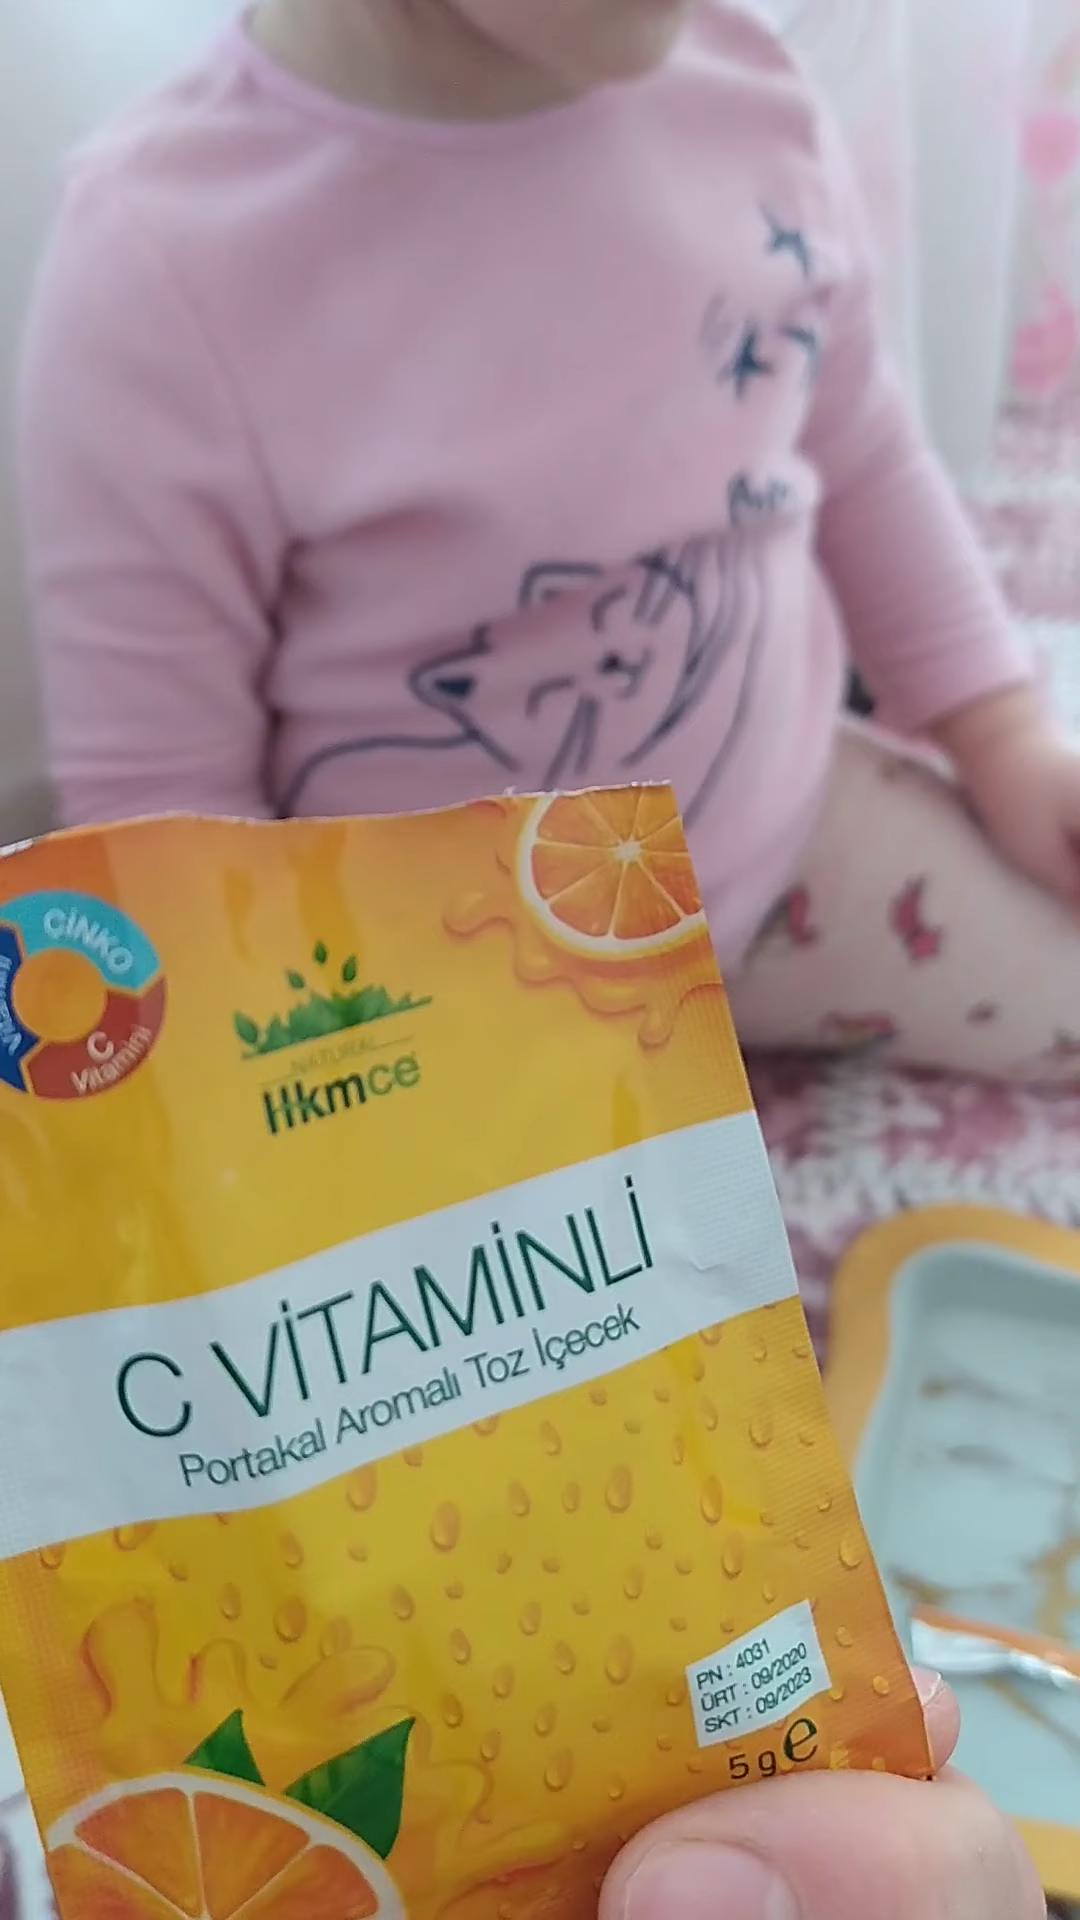 ÇİNKO
C
Vitamini
NATURAL
Hkmce
C VİTAMİNLİ
Portakal Aromalı Toz İçecek
PN : 4031
ÜRT : 09/2020
SKT : 09/2023
5 g e